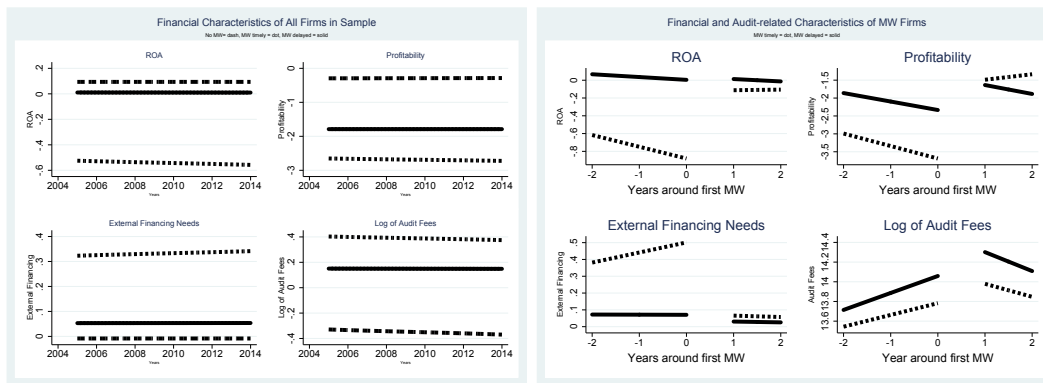 Financial Characteristics of All Firms in Sample
No MW= dash, MW timely = dot, MW delayed = solid
ROA
ROA
.2
0
-.2
-.4
-.6
2004 2006 2008 2010 2012 2014
Years
Profitability
Profitability
0
-1
-2
-3
2004 2006 2008 2010 2012 2014
Years
External Financing Needs
External Financing
.4
.3
.2
.1
0
2004 2006 2008 2010 2012 2014
Years
Log of Audit Fees
Log of Audit Fees
.4
.2
0
-.2
-.4
2004 2006 2008 2010 2012 2014
Years
Financial and Audit-related Characteristics of MW Firms
MW timely = dot, MW delayed = solid
ROA
ROA
0
-.2
-.4
-.6
-.8
-2 -1 0 1 2
Years around first MW
Profitability
Profitability
-1.5
-2
-2.5
-3
-3.5
-2 -1 0 1 2
Years around first MW
External Financing Needs
External Financing
.5
.4
.3
.2
.1
0
-2 -1 0 1 2
Years around first MW
Log of Audit Fees
Audit Fees
14.4
14.2
14
13.8
13.6
-2 -1 0 1 2
Year around first MW